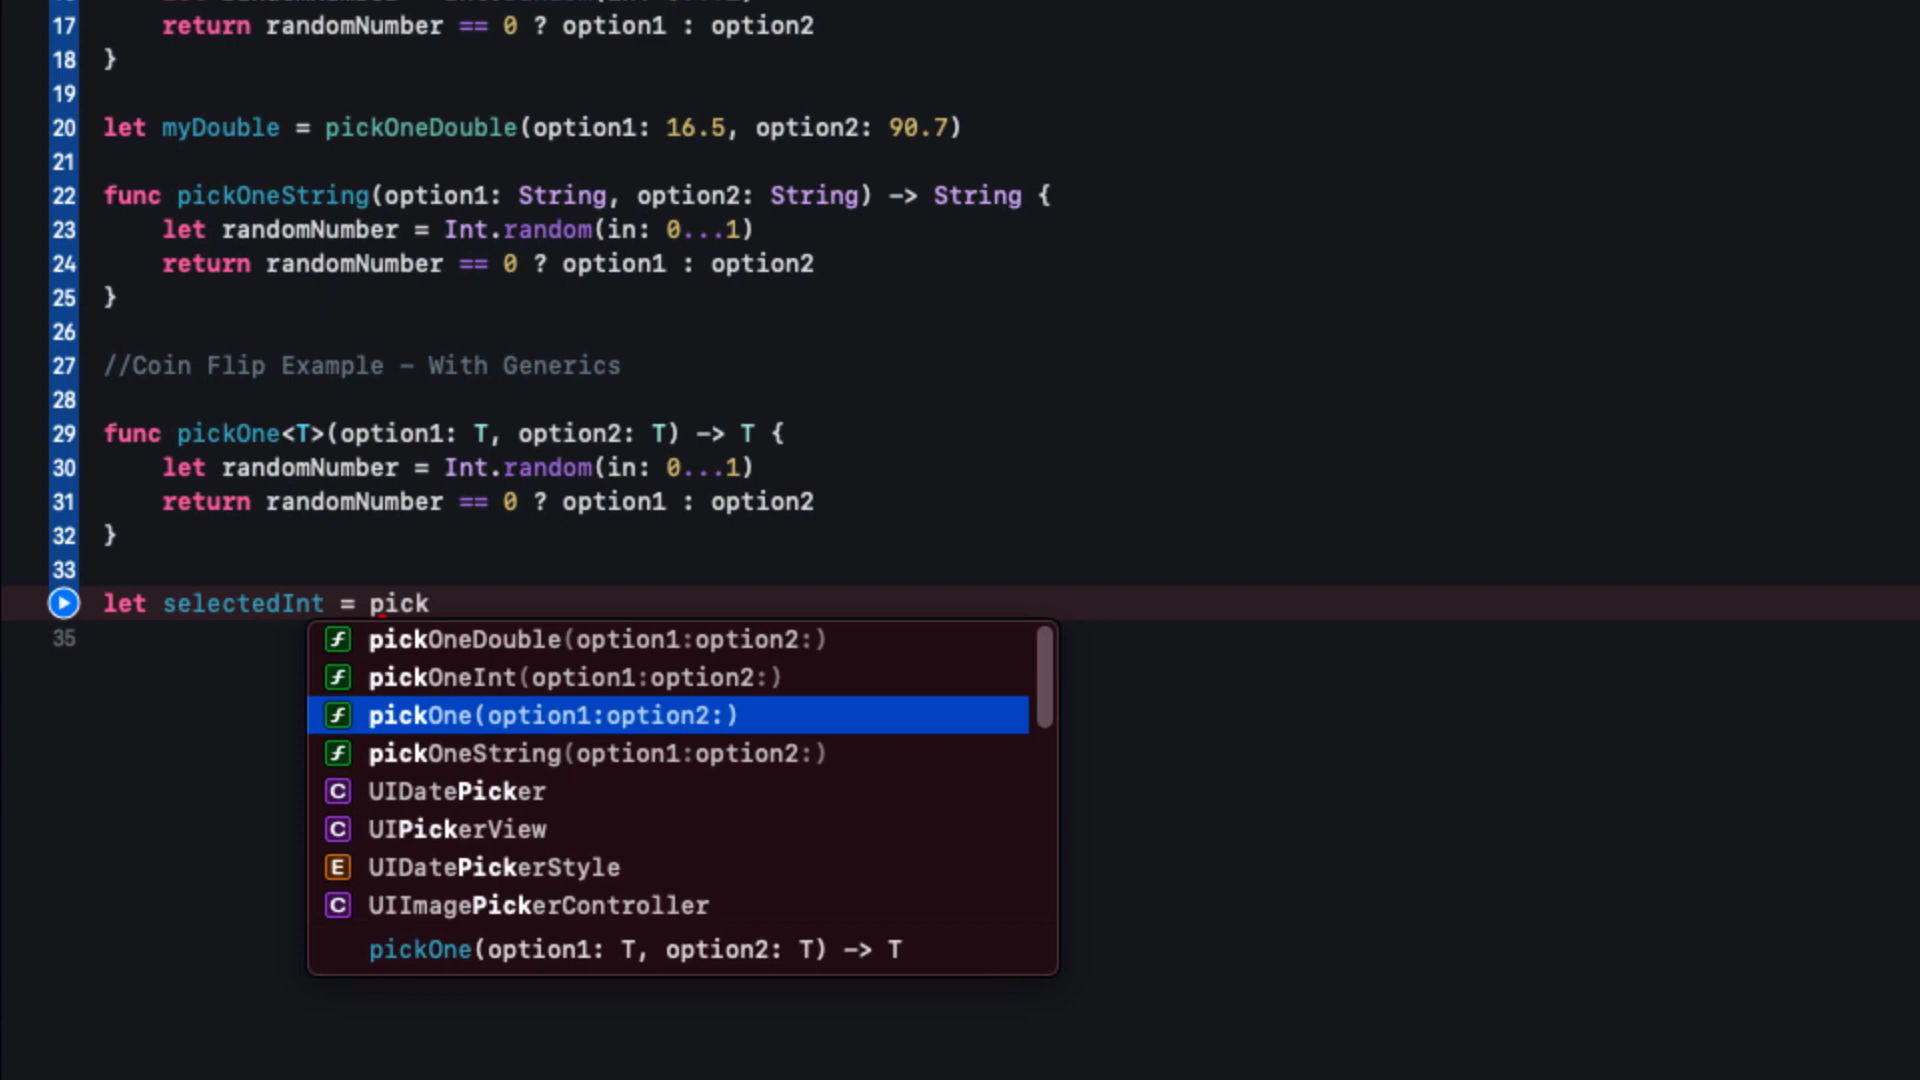 17 return randomNumber == 0 ? option1 : option2
18 }
19
20 let myDouble = pickOneDouble(option1: 16.5, option2: 90.7)
21
22 func pickOneString(option1: String, option2: String) -> String {
23 let randomNumber = Int.random(in: 0...1)
24 return randomNumber == 0 ? option1 : option2
25 }
26
27 //Coin Flip Example - With Generics
28
29 func pickOne<T>(option1: T, option2: T) -> T {
30 let randomNumber = Int.random(in: 0...1)
31 return randomNumber == 0 ? option1 : option2
32 }
33
let selectedInt = pick
35
f pickOneDouble(option1:option2:)
f pickOneInt(option1:option2:)
f pickOne(option1:option2:)
f pickOneString(option1:option2:)
C UIDatePicker
C UIPickerView
E UIDatePickerStyle
C UIImagePickerController
pickOne(option1: T, option2: T) -> T